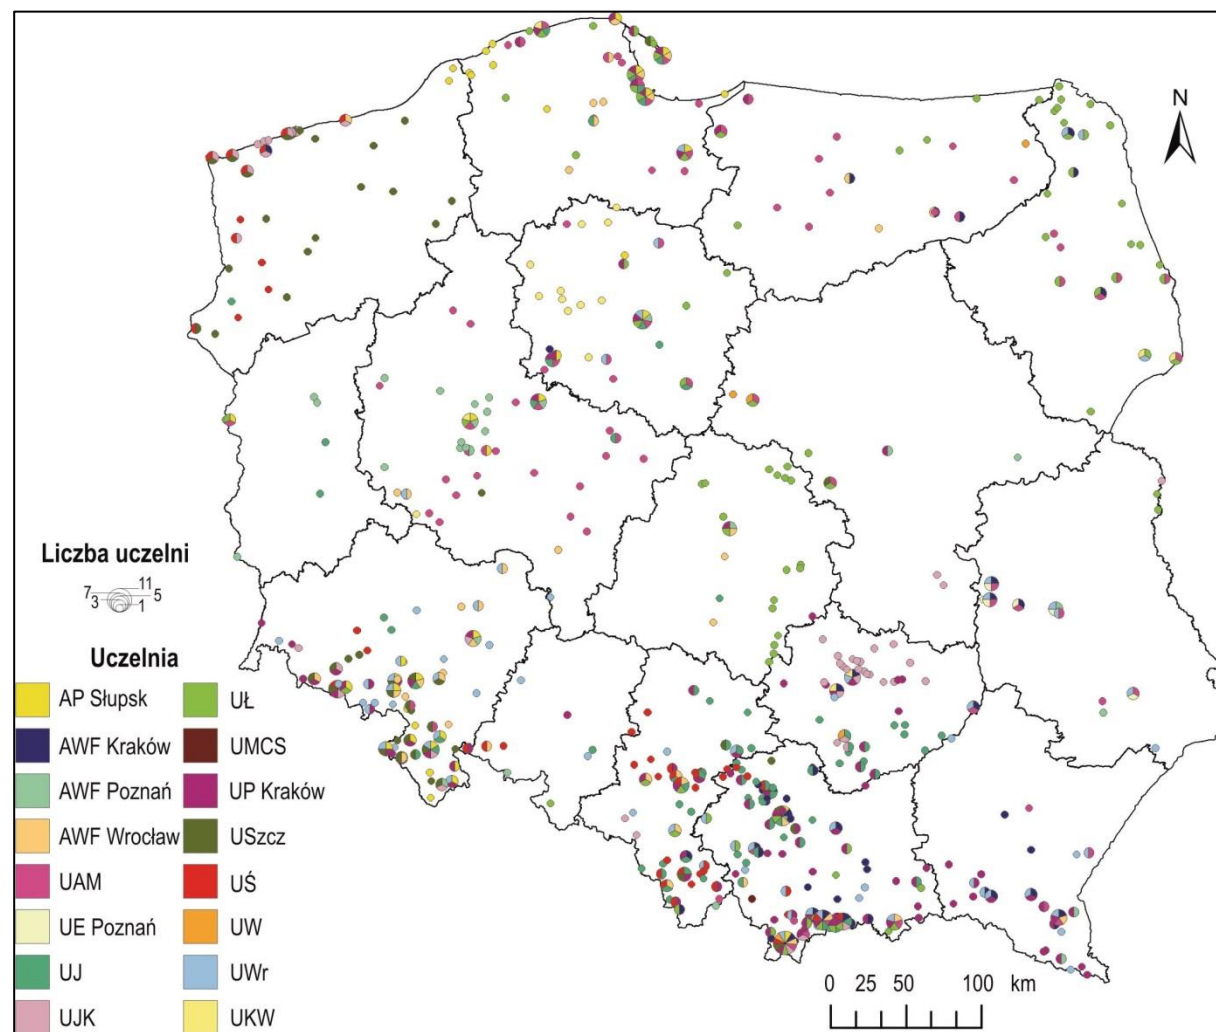 N
Liczba uczelni
7 11
3 5
1
Uczelnia
AP Słupsk UŁ
AWF Kraków UMCS
AWF Poznań UP Kraków
AWF Wrocław USzcz
UAM UŚ
UE Poznań UW
UJ UWr
UJK UKW
0 25 50 100 km